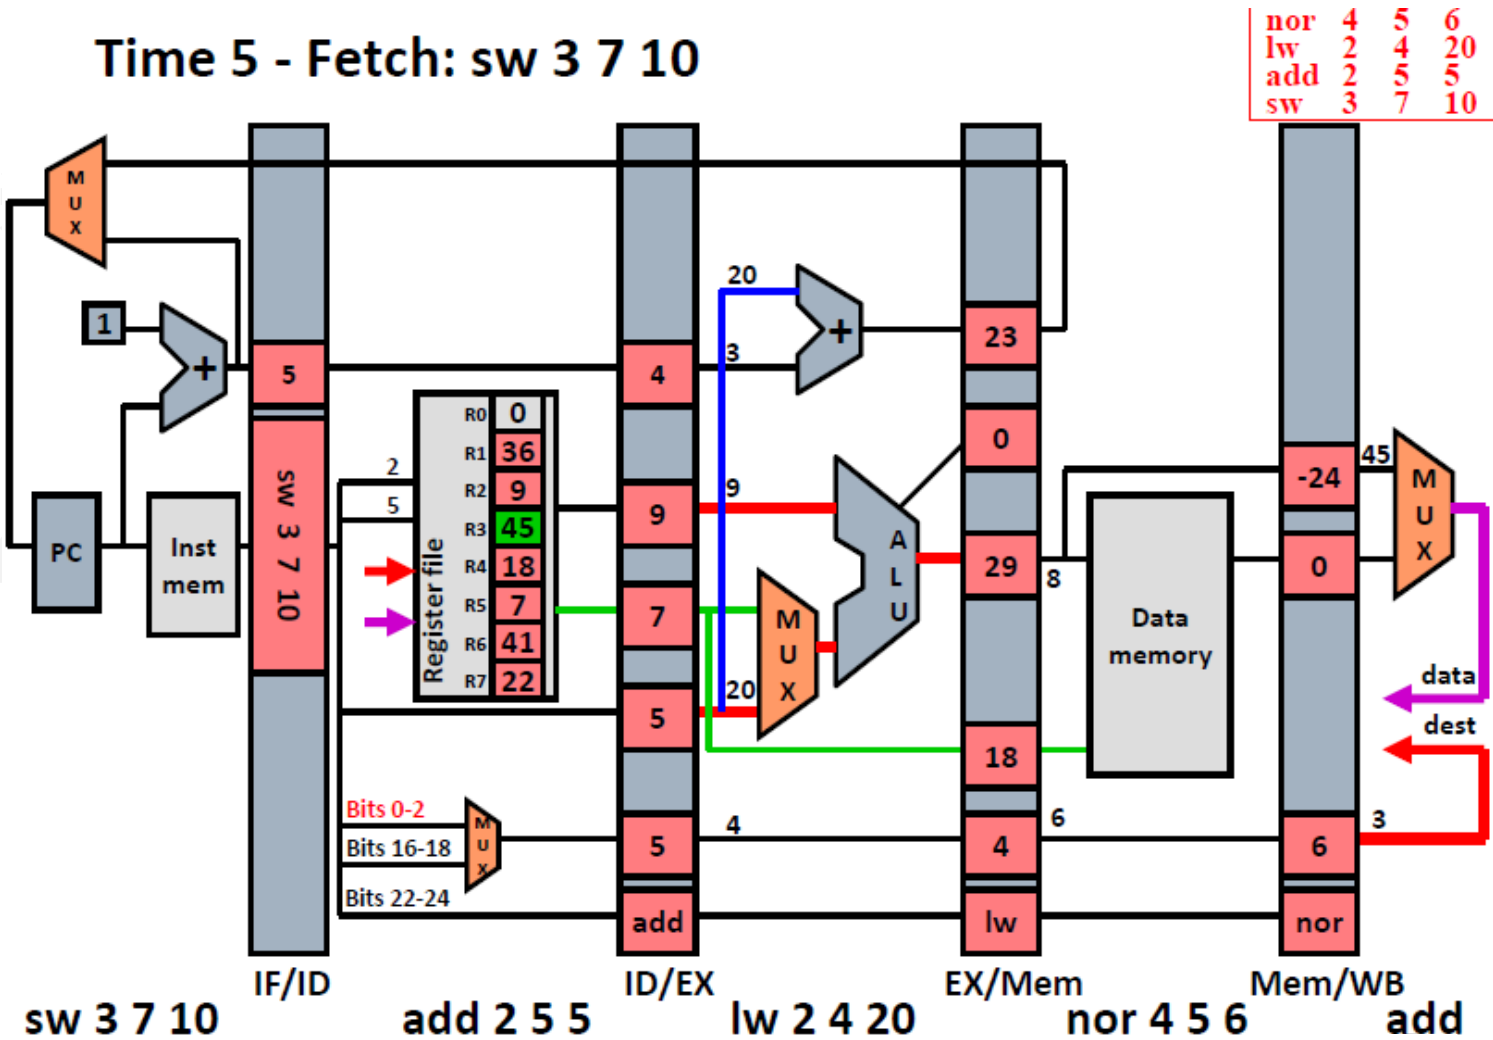 Time 5 - Fetch: sw 3 7 10
nor 4 5 6
lw 2 4 20
add 2 5 5
sw 3 7 10
MUX
1
+
5
PC
Inst mem
sw 3 7 10
2
5
Register file
R0 0
R1 36
R2 9
R3 45
R4 18
R5 7
R6 41
R7 22
Bits 0-2
Bits 16-18
Bits 22-24
MUX
4
9
7
5
5
add
20
3
9
20
4
+
MUX
ALU
23
0
29
18
4
lw
8
6
Data memory
-24
0
6
nor
45
3
MUX
data
dest
IF/ID
ID/EX
EX/Mem
Mem/WB
sw 3 7 10
add 2 5 5
lw 2 4 20
nor 4 5 6
add